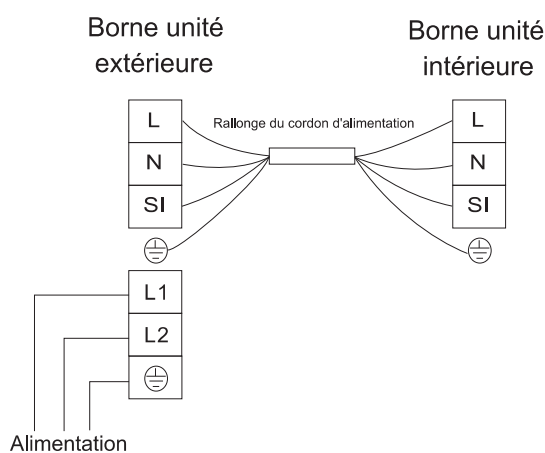 Borne unité
extérieure
Borne unité
intérieure
Rallonge du cordon d'alimentation
L
N
SI
L
N
SI
L1
L2
Alimentation